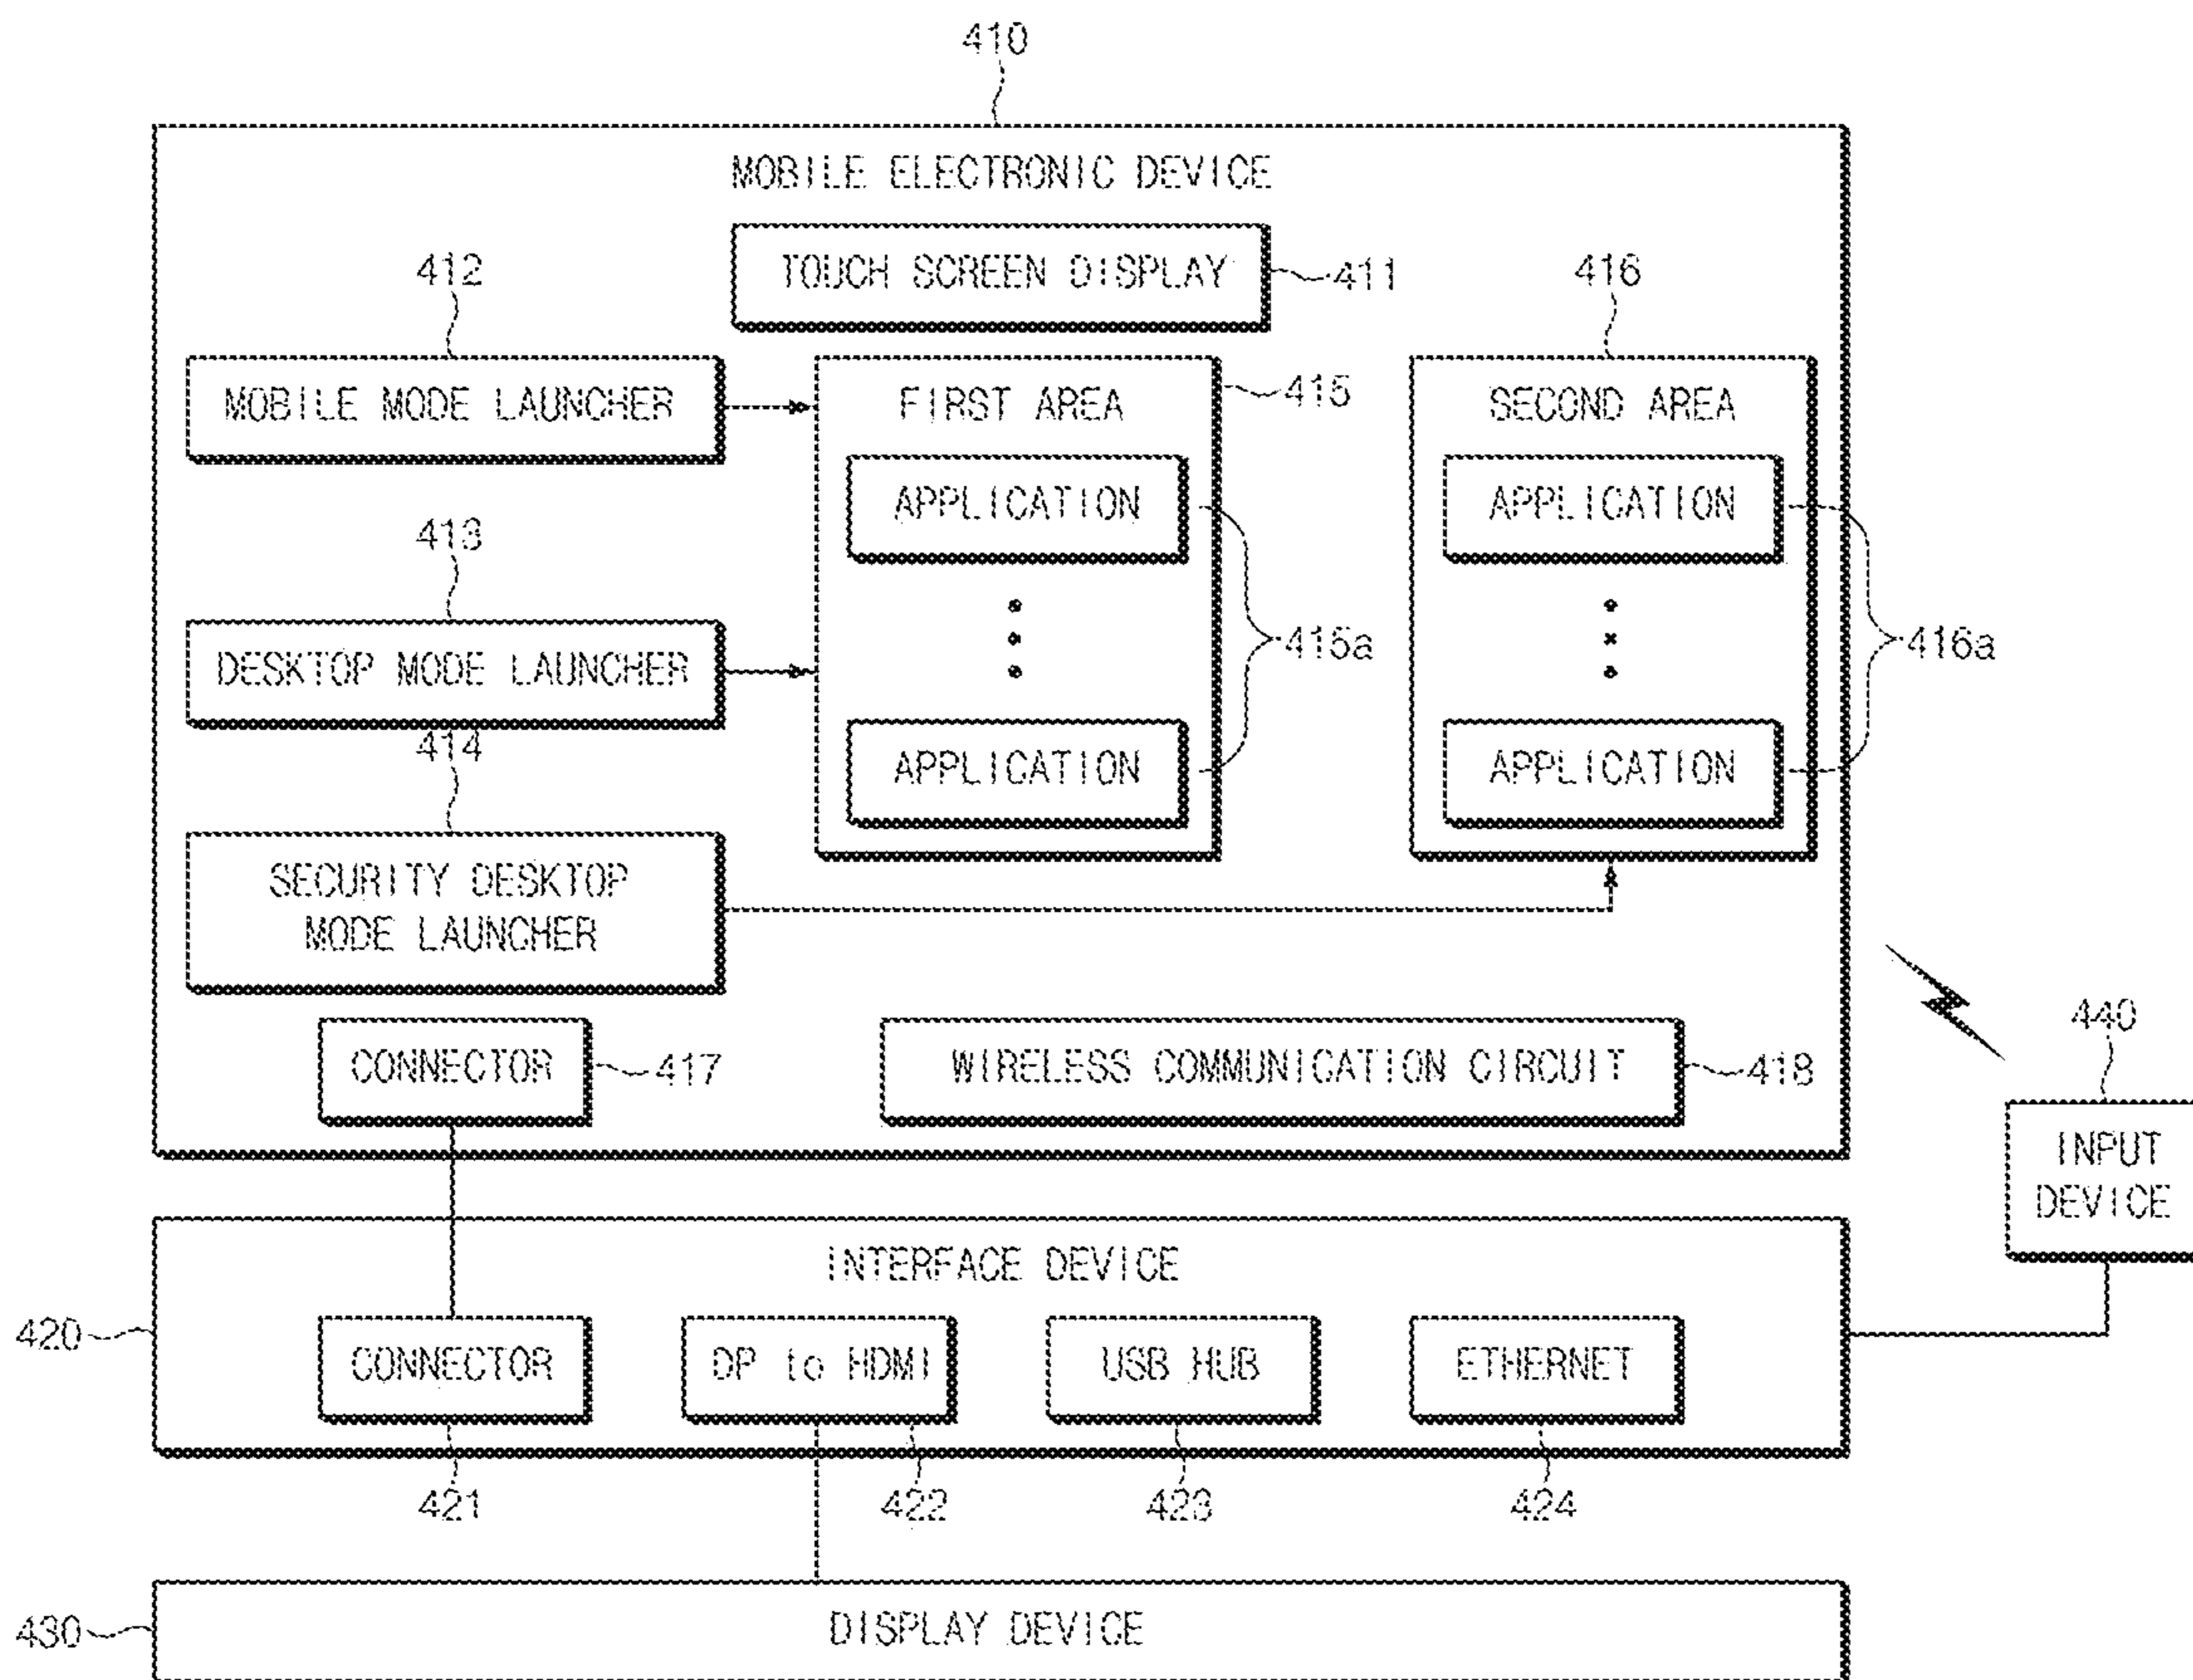 410
MOBILE ELECTRONIC DEVICE
TOUCH SCREEN DISPLAY
411
412
416
MOBILE MODE LAUNCHER
FIRST AREA
415
SECOND AREA
APPLICATION
APPLICATION
413
415a
416a
DESKTOP MODE LAUNCHER
414
APPLICATION
APPLICATION
SECURITY DESKTOP
MODE LAUNCHER
CONNECTOR
417
WIRELESS COMMUNICATION CIRCUIT
418
440
INPUT
DEVICE
INTERFACE DEVICE
420
CONNECTOR
DP to HDMI
USB HUB
ETHERNET
421
422
423
424
430
DISPLAY DEVICE